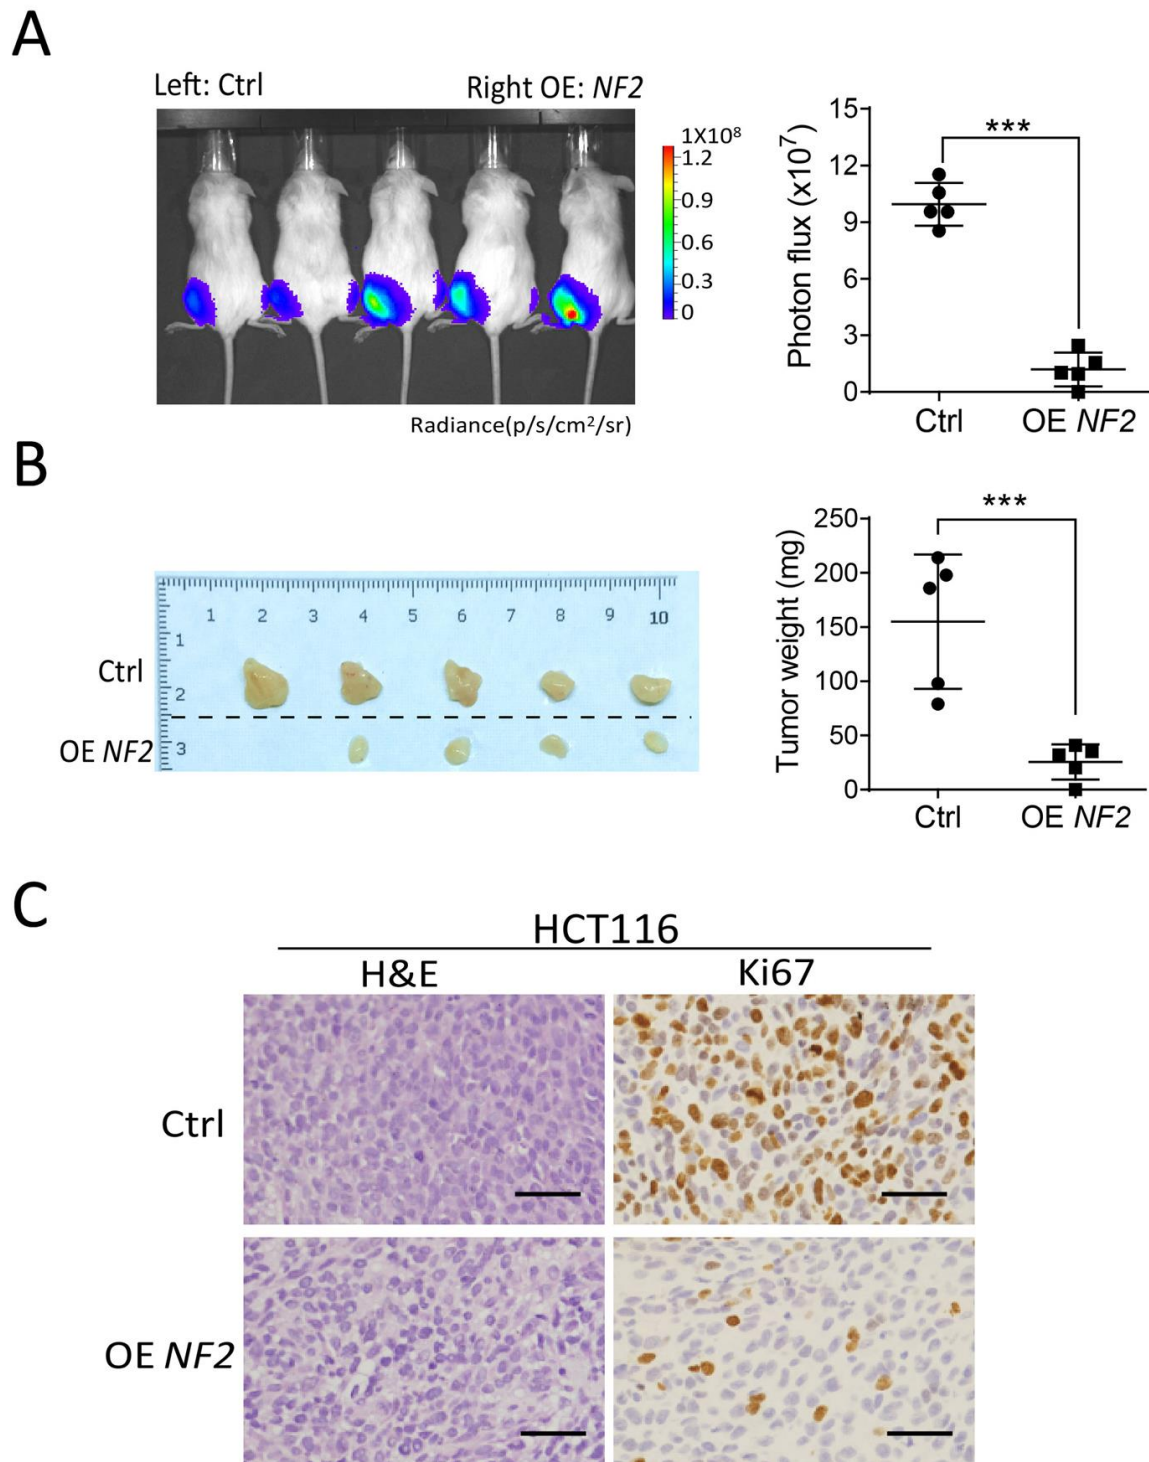 A
Left: Ctrl
Right OE: NF2
1X10⁸
1.2
0.9
0.6
0.3
0
Radiance(p/s/cm²/sr)
Photon flux (x10⁷)
15
12
9
6
3
0
***
Ctrl
OE NF2
B
1 2 3 4 5 6 7 8 9 10
1
2
3
Ctrl
OE NF2
Tumor weight (mg)
250
200
150
100
50
0
***
Ctrl
OE NF2
C
HCT116
H&E
Ki67
Ctrl
OE NF2